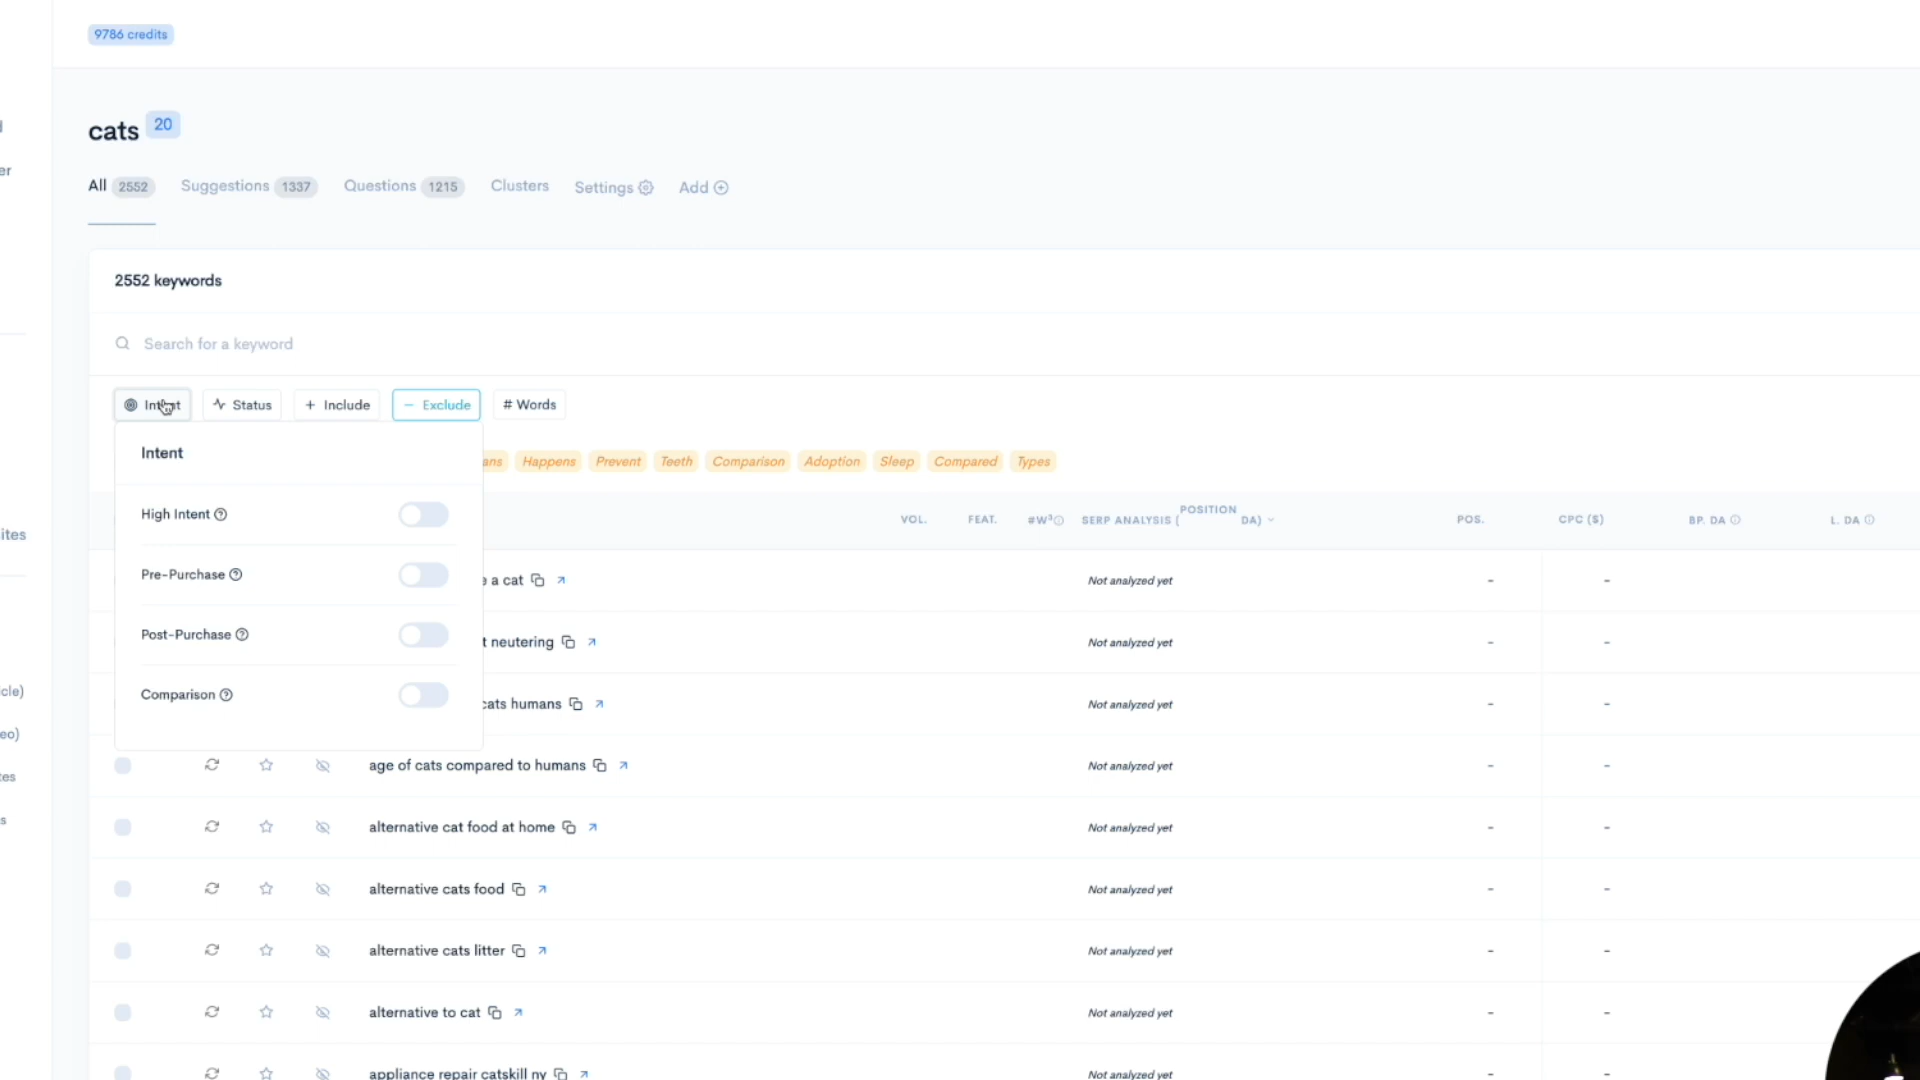 9786 credits
cats 20
er
All 2552 Suggestions 1337 Questions 1215 Clusters Settings Add
2552 keywords
Search for a keyword
Intent Status + Include − Exclude # Words
Intent
Happens Prevent Teeth Comparison Adoption Sleep Compared Types
High Intent
VOL. FEAT. #W³ SERP ANALYSIS ( POSITION DA) POS. CPC ($) BP. DA L. DA
ites
Pre-Purchase
e a cat Not analyzed yet - -
Post-Purchase
t neutering Not analyzed yet - -
Comparison
cle)
cats humans Not analyzed yet - -
eo)
age of cats compared to humans Not analyzed yet - -
tes
s
alternative cat food at home Not analyzed yet - -
alternative cats food Not analyzed yet - -
alternative cats litter Not analyzed yet - -
alternative to cat Not analyzed yet - -
appliance repair catskill ny Not analyzed yet - -